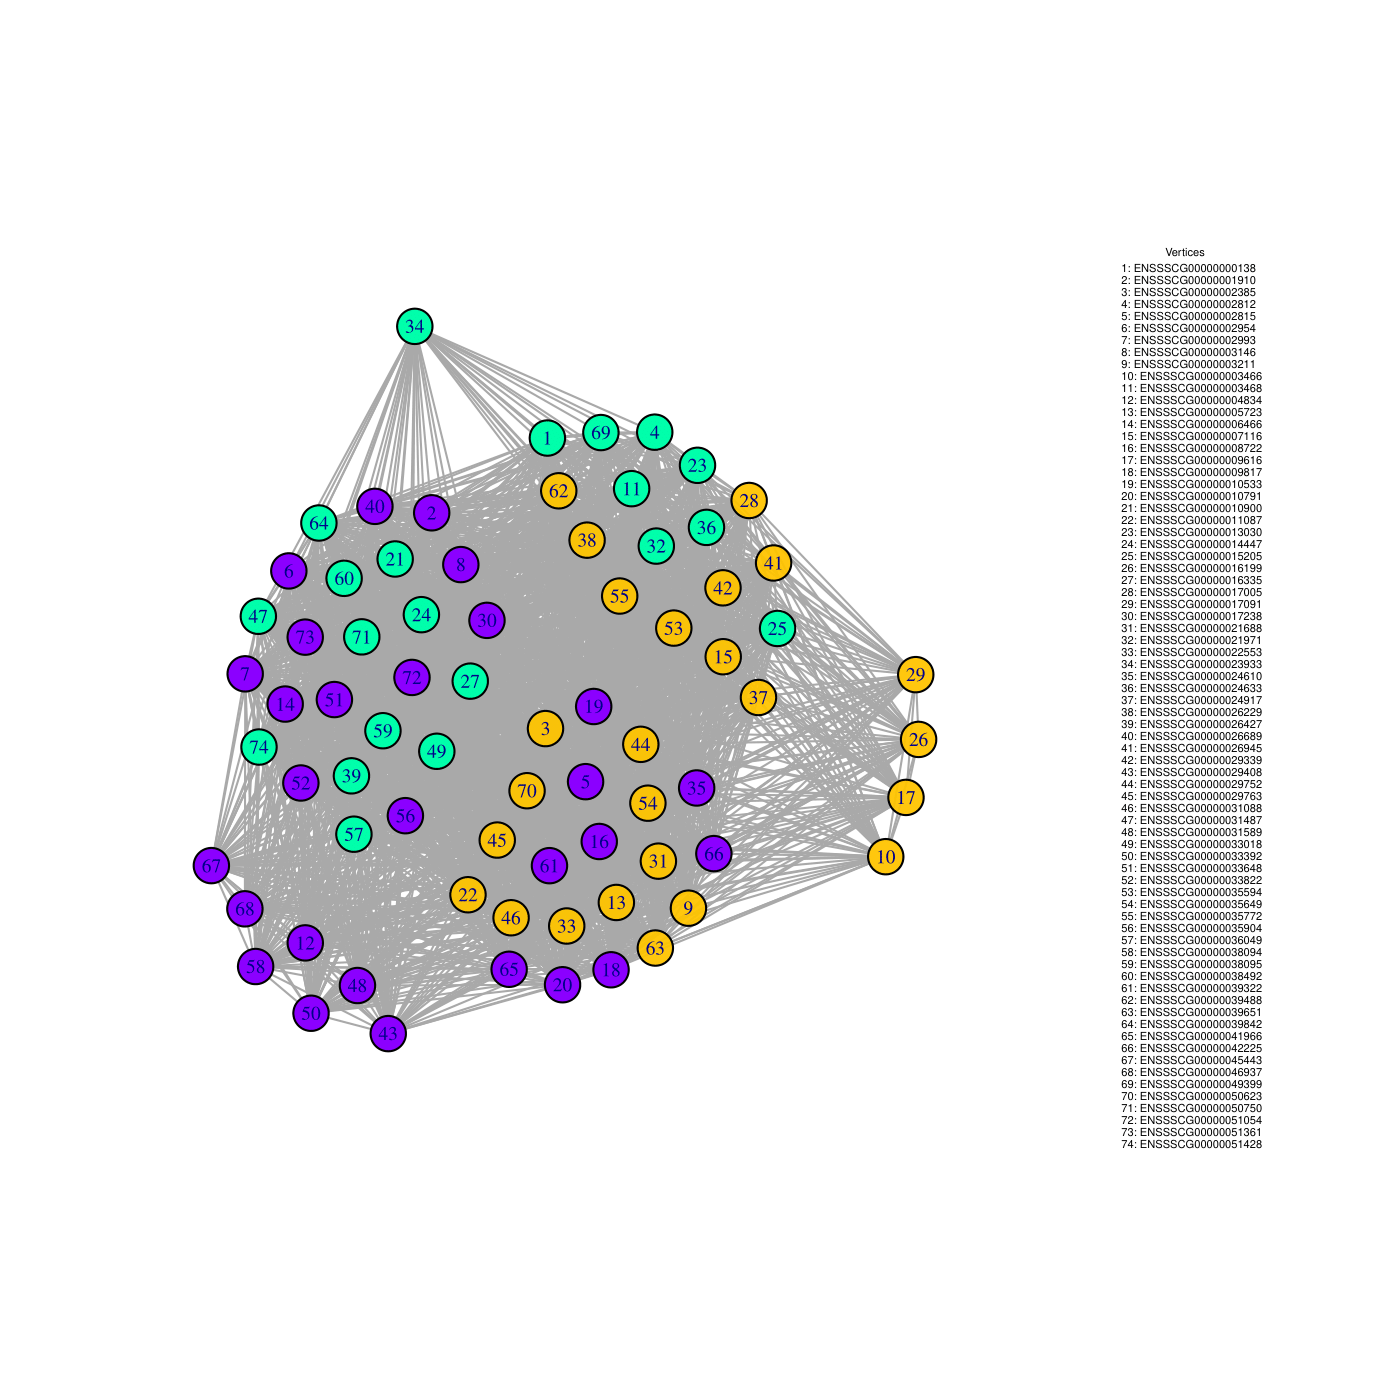 34
1
69
4
23
62
11
28
40
2
64
36
38
32
21
41
8
6
60
42
55
24
47
30
53
25
73
71
15
7
29
72
27
37
51
14
19
3
59
26
44
74
49
39
5
52
35
70
17
54
56
57
45
16
66
10
31
61
67
22
13
9
68
46
33
12
63
58
65
18
20
48
50
43
Vertices
1: ENSSSCG00000000138
2: ENSSSCG00000001910
3: ENSSSCG00000002385
4: ENSSSCG00000002812
5: ENSSSCG00000002815
6: ENSSSCG00000002954
7: ENSSSCG00000002993
8: ENSSSCG00000003146
9: ENSSSCG00000003211
10: ENSSSCG00000003466
11: ENSSSCG00000003468
12: ENSSSCG00000004834
13: ENSSSCG00000005723
14: ENSSSCG00000006466
15: ENSSSCG00000007116
16: ENSSSCG00000008722
17: ENSSSCG00000009616
18: ENSSSCG00000009817
19: ENSSSCG00000010533
20: ENSSSCG00000010791
21: ENSSSCG00000010900
22: ENSSSCG00000011087
23: ENSSSCG00000013030
24: ENSSSCG00000014447
25: ENSSSCG00000015205
26: ENSSSCG00000016199
27: ENSSSCG00000016335
28: ENSSSCG00000017005
29: ENSSSCG00000017091
30: ENSSSCG00000017238
31: ENSSSCG00000021688
32: ENSSSCG00000021971
33: ENSSSCG00000022553
34: ENSSSCG00000023933
35: ENSSSCG00000024610
36: ENSSSCG00000024633
37: ENSSSCG00000024917
38: ENSSSCG00000026229
39: ENSSSCG00000026427
40: ENSSSCG00000026689
41: ENSSSCG00000026945
42: ENSSSCG00000029339
43: ENSSSCG00000029408
44: ENSSSCG00000029752
45: ENSSSCG00000029763
46: ENSSSCG00000031088
47: ENSSSCG00000031487
48: ENSSSCG00000031589
49: ENSSSCG00000033018
50: ENSSSCG00000033392
51: ENSSSCG00000033648
52: ENSSSCG00000033822
53: ENSSSCG00000035594
54: ENSSSCG00000035649
55: ENSSSCG00000035772
56: ENSSSCG00000035904
57: ENSSSCG00000036049
58: ENSSSCG00000038094
59: ENSSSCG00000038095
60: ENSSSCG00000038492
61: ENSSSCG00000039322
62: ENSSSCG00000039488
63: ENSSSCG00000039651
64: ENSSSCG00000039842
65: ENSSSCG00000041966
66: ENSSSCG00000042225
67: ENSSSCG00000045443
68: ENSSSCG00000046937
69: ENSSSCG00000049399
70: ENSSSCG00000050623
71: ENSSSCG00000050750
72: ENSSSCG00000051054
73: ENSSSCG00000051361
74: ENSSSCG00000051428